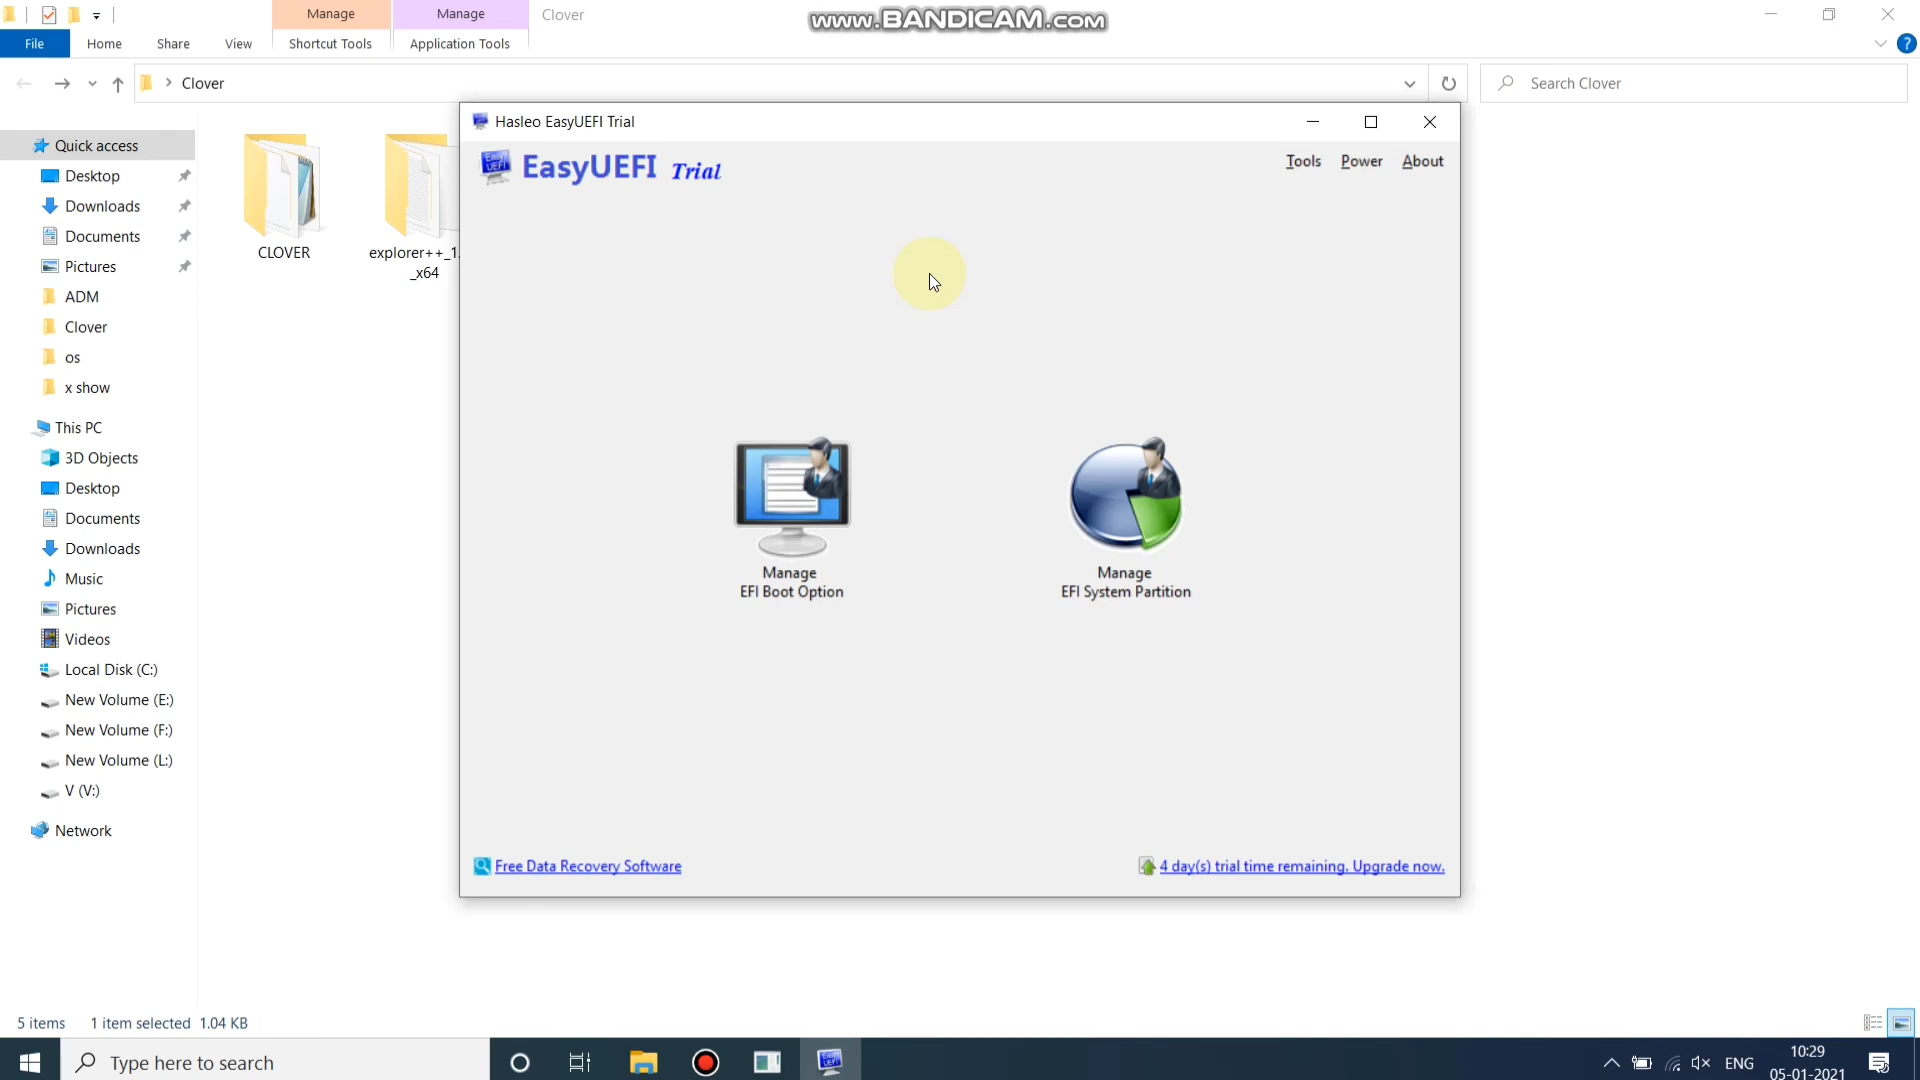 Manage
Manage
Clover
www.BANDICAM.com
File
Home
Share
View
Shortcut Tools
Application Tools
Clover
Search Clover
Quick access
Desktop
Downloads
Documents
Pictures
ADM
Clover
os
x show
This PC
3D Objects
Desktop
Documents
Downloads
Music
Pictures
Videos
Local Disk (C:)
New Volume (E:)
New Volume (F:)
New Volume (L:)
V (V:)
Network
CLOVER
explorer++_1.
_x64
Hasleo EasyUEFI Trial
EasyUEFI Trial
Tools
Power
About
Manage
EFI Boot Option
Manage
EFI System Partition
Free Data Recovery Software
4 day(s) trial time remaining. Upgrade now.
5 items
1 item selected 1.04 KB
Type here to search
ENG
10:29
05-01-2021